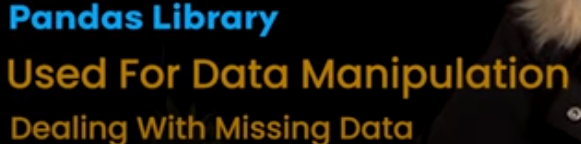 Pandas Library
Used For Data Manipulation
Dealing With Missing Data